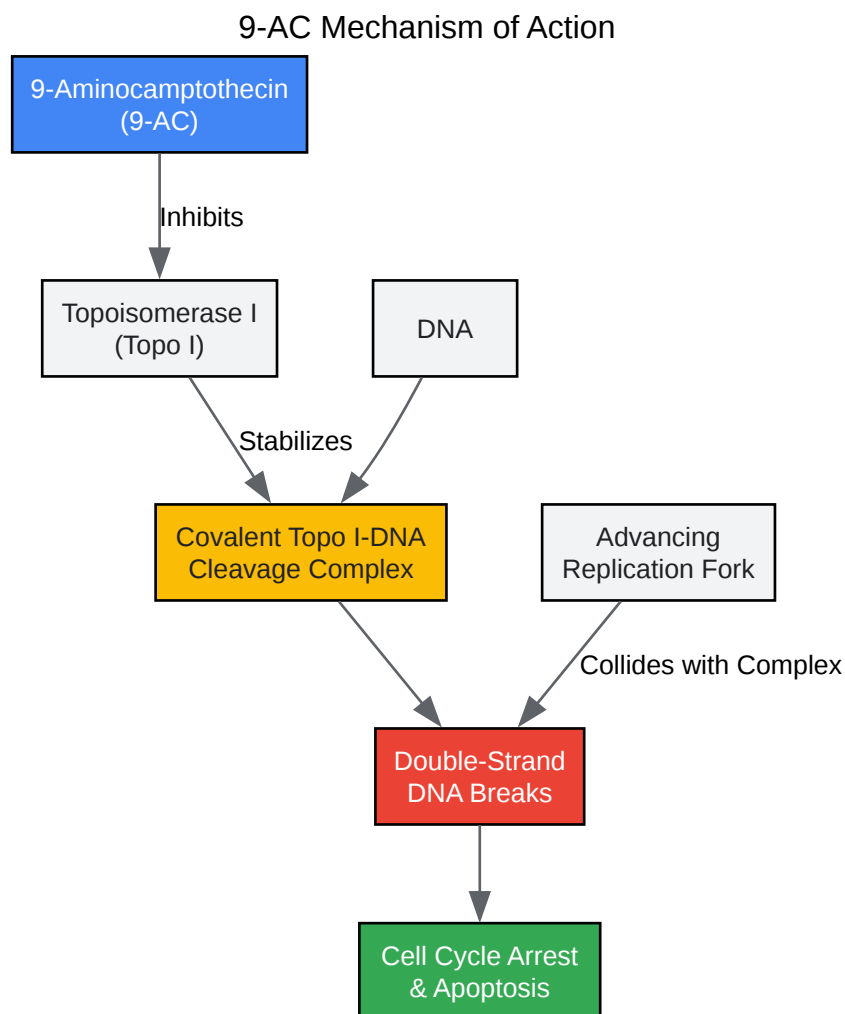 9-AC Mechanism of Action
9-Aminocamptothecin
(9-AC)
Inhibits
Topoisomerase I
(Topo I)
DNA
Stabilizes
Covalent Topo I-DNA
Cleavage Complex
Advancing
Replication Fork
Collides with Complex
Double-Strand
DNA Breaks
Cell Cycle Arrest
& Apoptosis